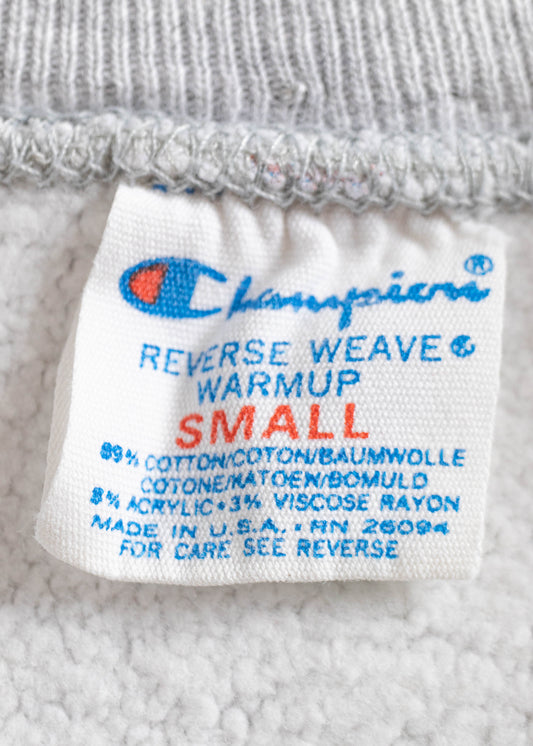 Champion®
REVERSE WEAVE
WARMUP
SMALL
89% COTTON/COTON/BAUMWOLLE
COTONE/KATOEN/BOMULD
8% ACRYLIC • 3% VISCOSE RAYON
MADE IN U.S.A. • RN 26094
FOR CARE SEE REVERSE